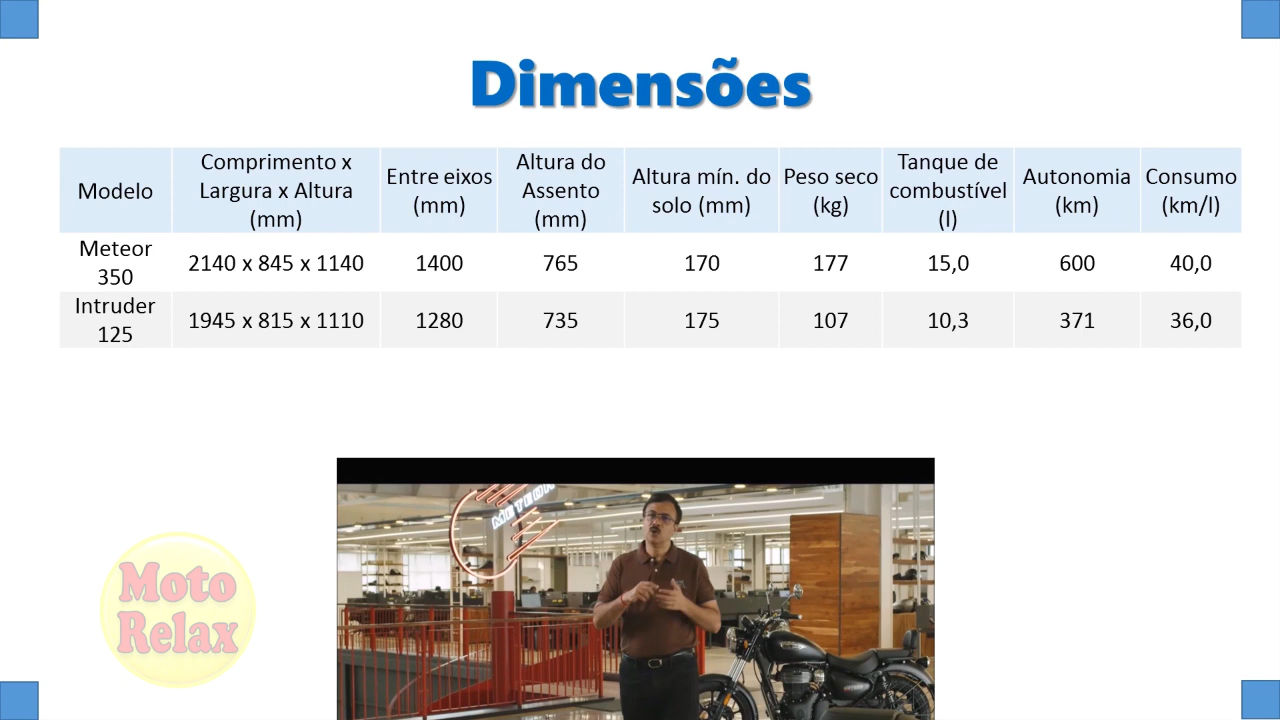 Dimensões
Modelo
Comprimento x
Largura x Altura
(mm)
Entre eixos
(mm)
Altura do
Assento
(mm)
Altura mín. do
solo (mm)
Peso seco
(kg)
Tanque de
combustível
(l)
Autonomia
(km)
Consumo
(km/l)
Meteor
350
2140 x 845 x 1140
1400
765
170
177
15,0
600
40,0
Intruder
125
1945 x 815 x 1110
1280
735
175
107
10,3
371
36,0
METEOR
Moto
Relax